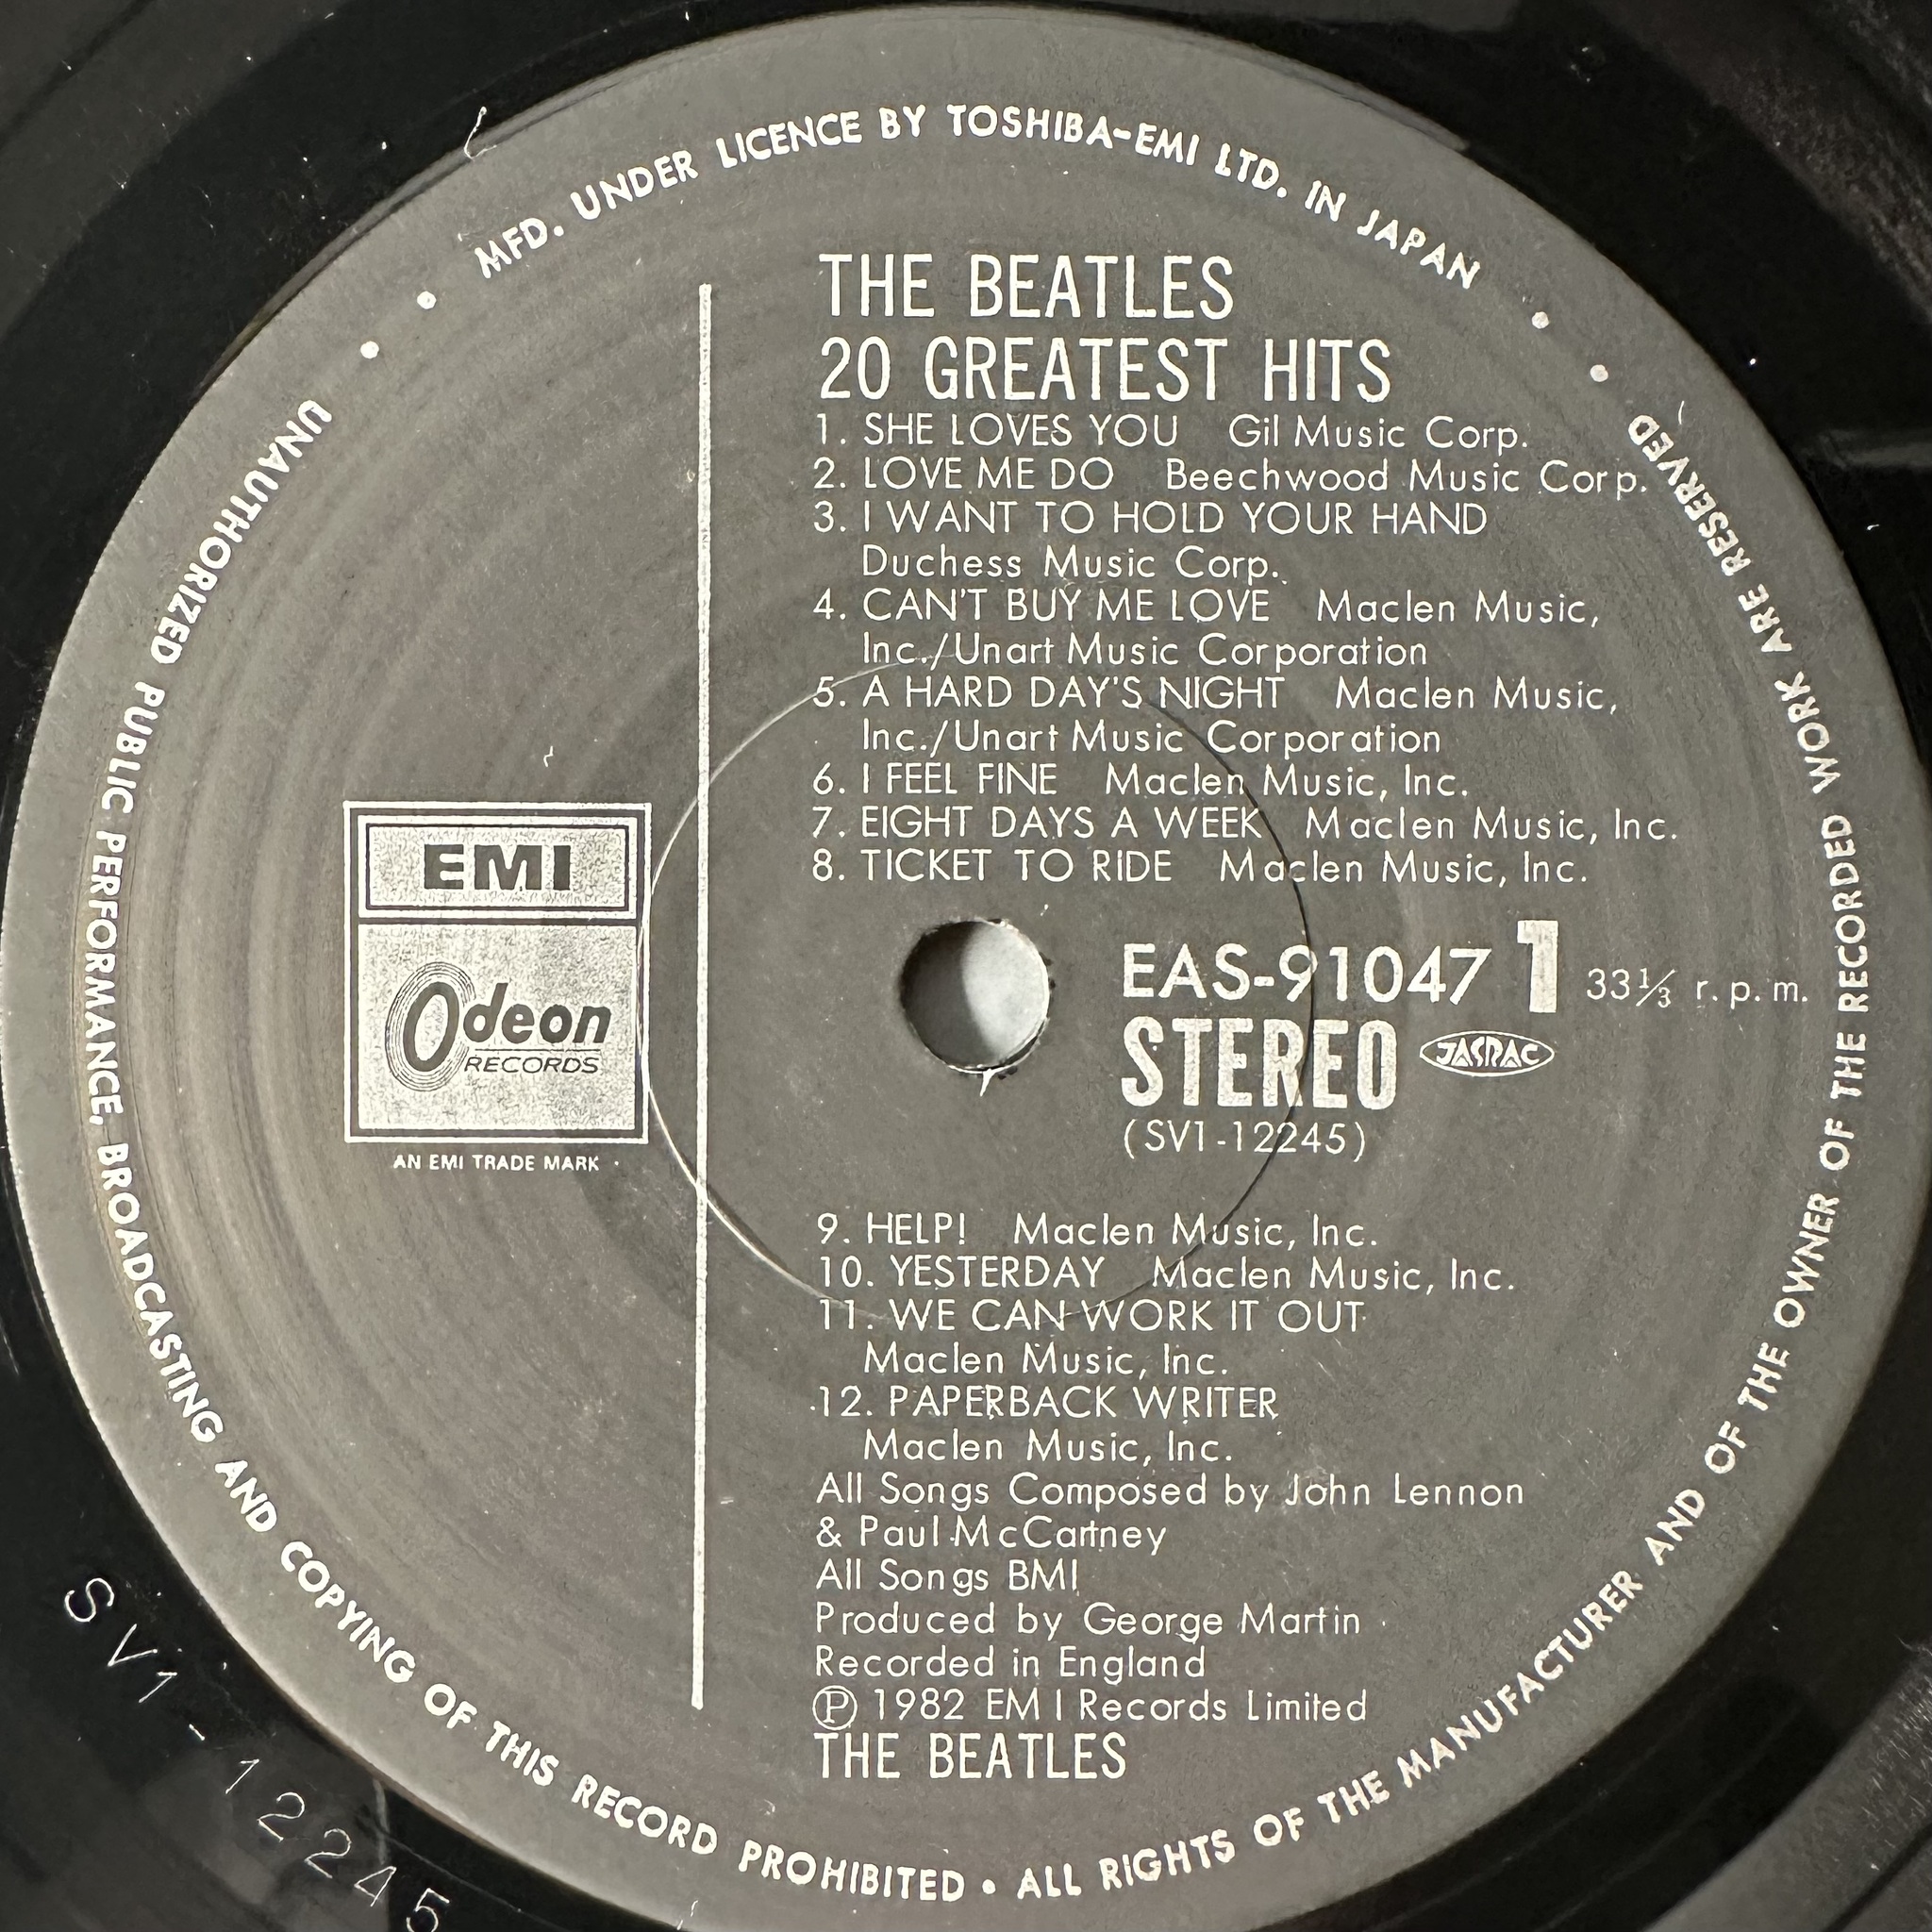 MFD. UNDER LICENCE BY TOSHIBA-EMI LTD. IN JAPAN
THE BEATLES
20 GREATEST HITS
1. SHE LOVES YOU Gil Music Corp.
2. LOVE ME DO Beechwood Music Corp.
3. I WANT TO HOLD YOUR HAND
Duchess Music Corp.
4. CAN'T BUY ME LOVE Maclen Music,
Inc./Unart Music Corporation
5. A HARD DAY'S NIGHT Maclen Music,
Inc./Unart Music Corporation
6. I FEEL FINE Maclen Music, Inc.
7. EIGHT DAYS A WEEK Maclen Music, Inc.
8. TICKET TO RIDE Maclen Music, Inc.
EMI
Odeon
RECORDS
AN EMI TRADE MARK
EAS-91047 1 33⅓ r.p.m.
STEREO JASRAC
(SV1-12245)
9. HELP! Maclen Music, Inc.
10. YESTERDAY Maclen Music, Inc.
11. WE CAN WORK IT OUT
Maclen Music, Inc.
12. PAPERBACK WRITER
Maclen Music, Inc.
All Songs Composed by John Lennon
& Paul McCartney
All Songs BMI
Produced by George Martin
Recorded in England
Ⓟ 1982 EMI Records Limited
THE BEATLES
UNAUTHORIZED PUBLIC PERFORMANCE, BROADCASTING AND COPYING OF THIS RECORD PROHIBITED • ALL RIGHTS OF THE MANUFACTURER AND OF THE OWNER OF THE RECORDED WORK ARE RESERVED
SV1-12245